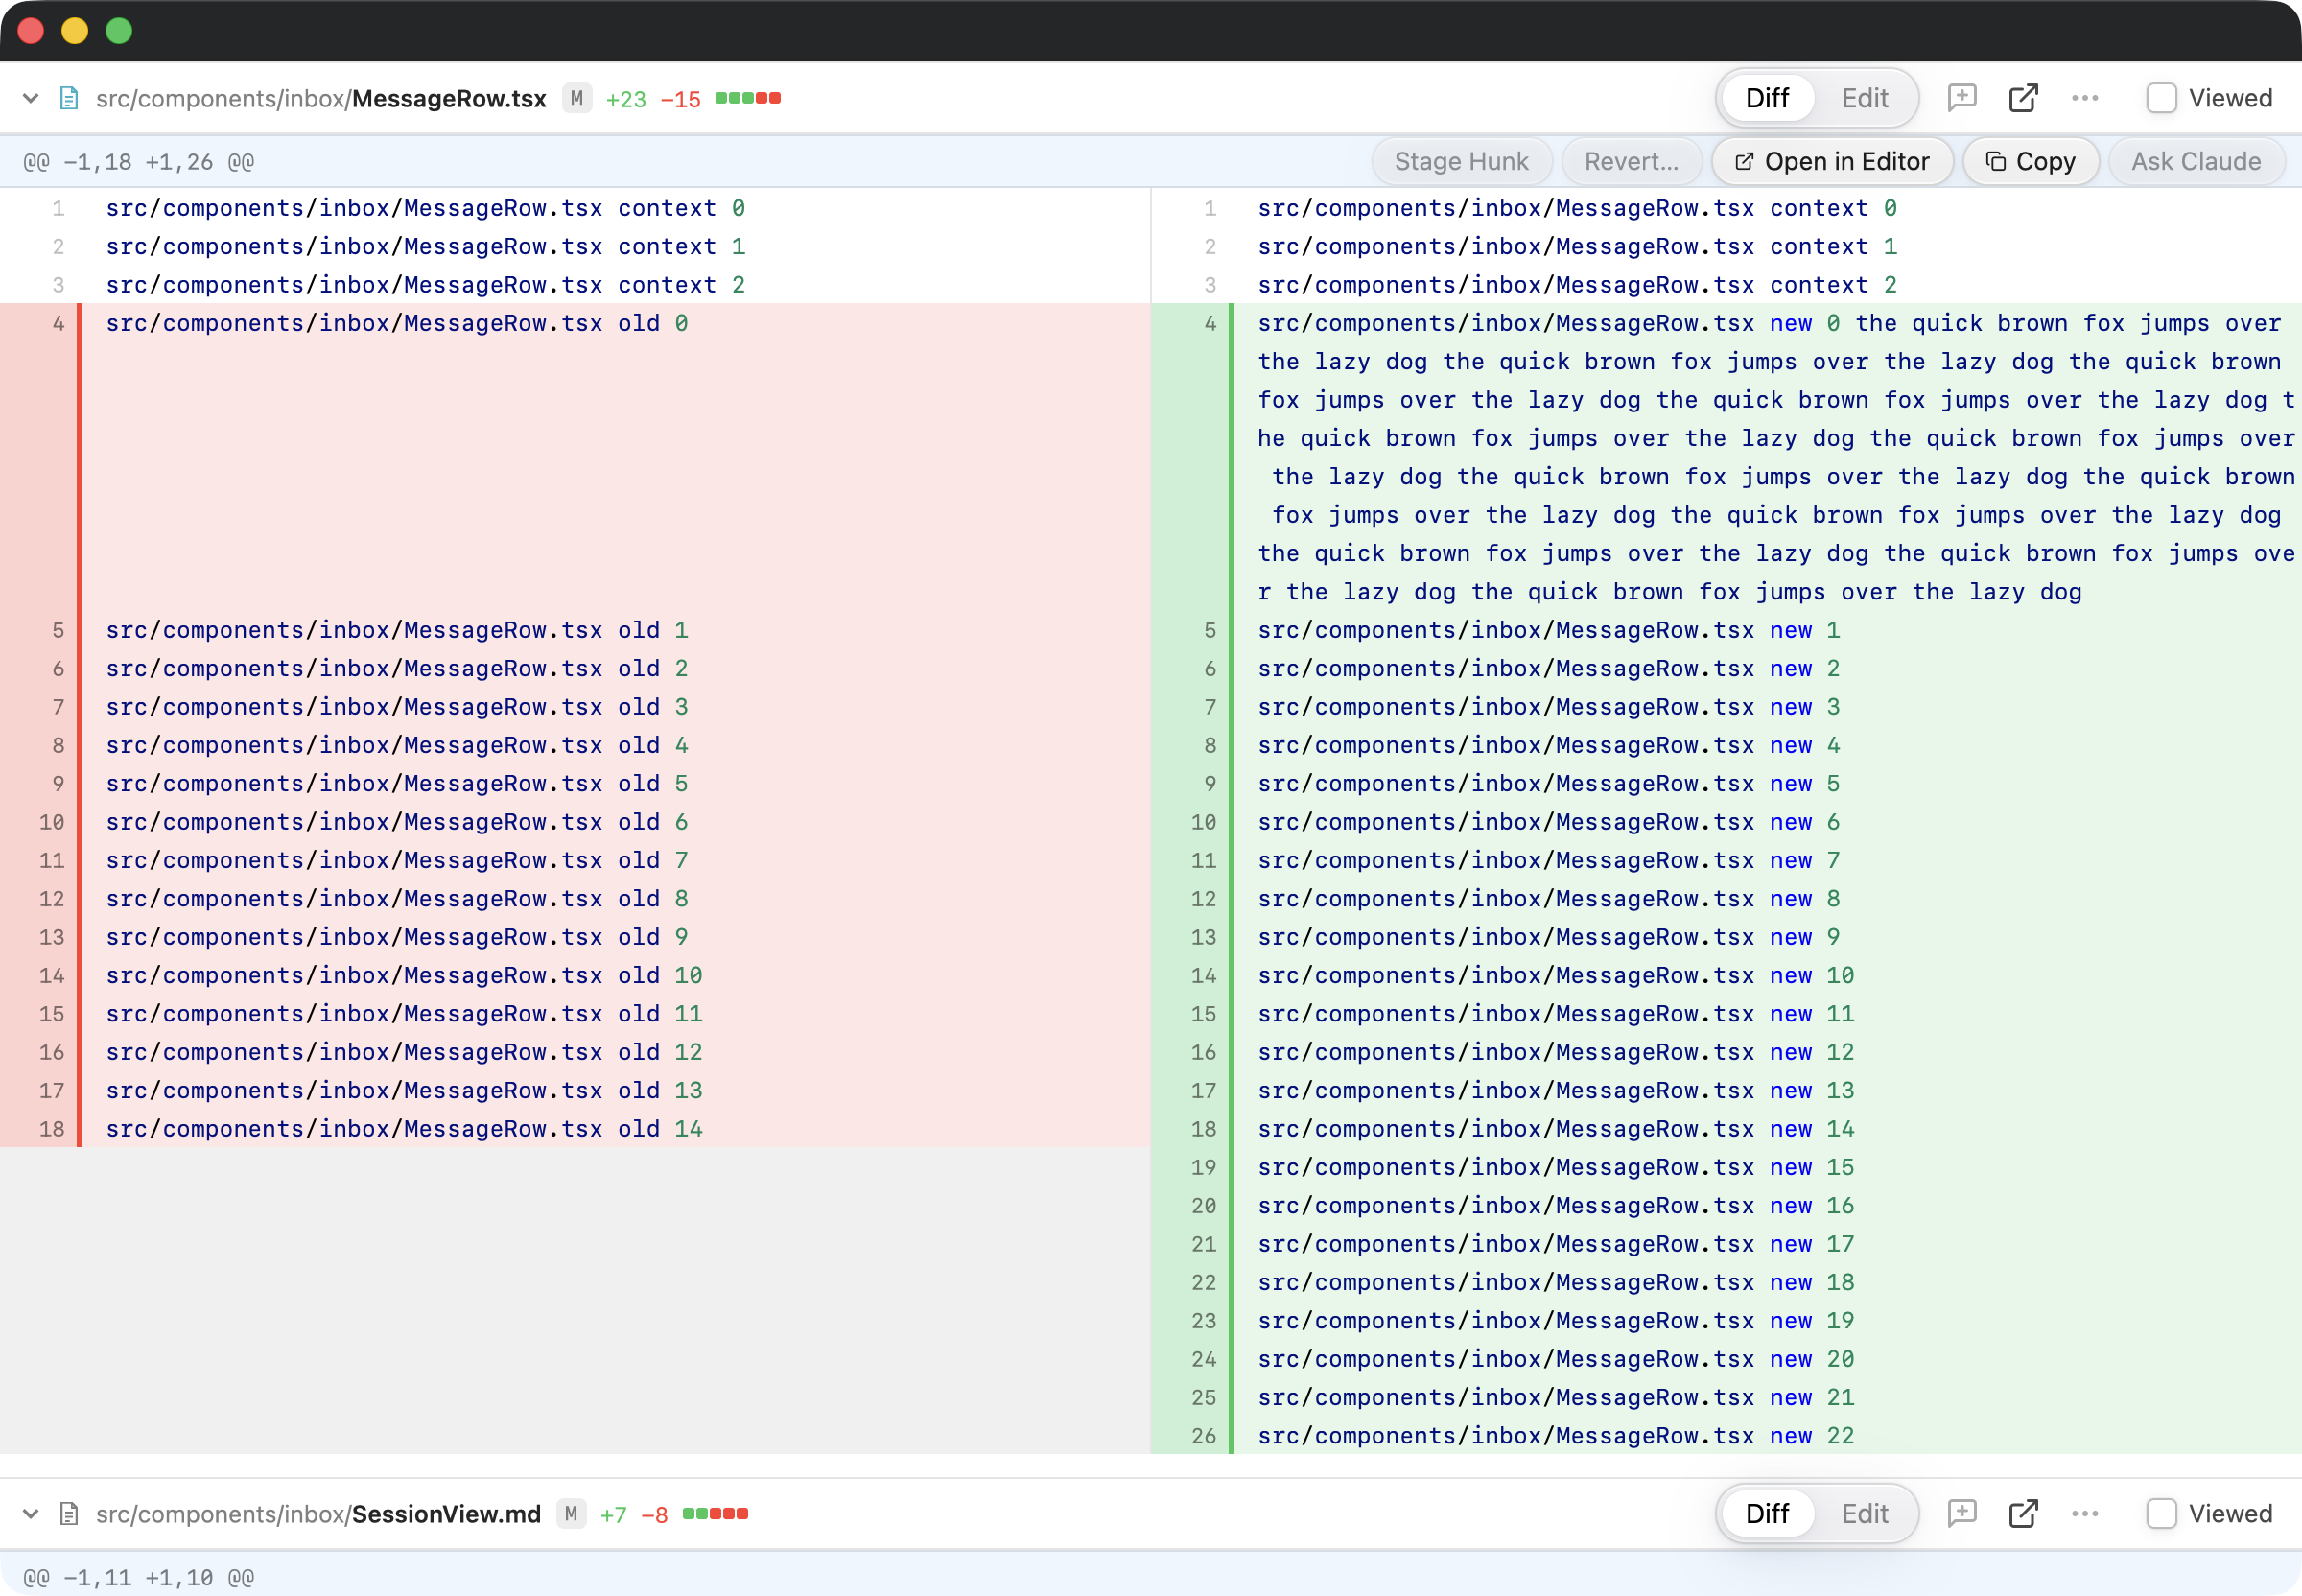 src/components/inbox/MessageRow.tsx M +23 −15 Diff Edit Viewed
@@ −1,18 +1,26 @@ Stage Hunk Revert... Open in Editor Copy Ask Claude
1 src/components/inbox/MessageRow.tsx context 0 1 src/components/inbox/MessageRow.tsx context 0
2 src/components/inbox/MessageRow.tsx context 1 2 src/components/inbox/MessageRow.tsx context 1
3 src/components/inbox/MessageRow.tsx context 2 3 src/components/inbox/MessageRow.tsx context 2
4 src/components/inbox/MessageRow.tsx old 0 4 src/components/inbox/MessageRow.tsx new 0 the quick brown fox jumps over
the lazy dog the quick brown fox jumps over the lazy dog the quick brown
fox jumps over the lazy dog the quick brown fox jumps over the lazy dog t
he quick brown fox jumps over the lazy dog the quick brown fox jumps over
the lazy dog the quick brown fox jumps over the lazy dog the quick brown
fox jumps over the lazy dog the quick brown fox jumps over the lazy dog
the quick brown fox jumps over the lazy dog the quick brown fox jumps ove
r the lazy dog the quick brown fox jumps over the lazy dog
5 src/components/inbox/MessageRow.tsx old 1 5 src/components/inbox/MessageRow.tsx new 1
6 src/components/inbox/MessageRow.tsx old 2 6 src/components/inbox/MessageRow.tsx new 2
7 src/components/inbox/MessageRow.tsx old 3 7 src/components/inbox/MessageRow.tsx new 3
8 src/components/inbox/MessageRow.tsx old 4 8 src/components/inbox/MessageRow.tsx new 4
9 src/components/inbox/MessageRow.tsx old 5 9 src/components/inbox/MessageRow.tsx new 5
10 src/components/inbox/MessageRow.tsx old 6 10 src/components/inbox/MessageRow.tsx new 6
11 src/components/inbox/MessageRow.tsx old 7 11 src/components/inbox/MessageRow.tsx new 7
12 src/components/inbox/MessageRow.tsx old 8 12 src/components/inbox/MessageRow.tsx new 8
13 src/components/inbox/MessageRow.tsx old 9 13 src/components/inbox/MessageRow.tsx new 9
14 src/components/inbox/MessageRow.tsx old 10 14 src/components/inbox/MessageRow.tsx new 10
15 src/components/inbox/MessageRow.tsx old 11 15 src/components/inbox/MessageRow.tsx new 11
16 src/components/inbox/MessageRow.tsx old 12 16 src/components/inbox/MessageRow.tsx new 12
17 src/components/inbox/MessageRow.tsx old 13 17 src/components/inbox/MessageRow.tsx new 13
18 src/components/inbox/MessageRow.tsx old 14 18 src/components/inbox/MessageRow.tsx new 14
19 src/components/inbox/MessageRow.tsx new 15
20 src/components/inbox/MessageRow.tsx new 16
21 src/components/inbox/MessageRow.tsx new 17
22 src/components/inbox/MessageRow.tsx new 18
23 src/components/inbox/MessageRow.tsx new 19
24 src/components/inbox/MessageRow.tsx new 20
25 src/components/inbox/MessageRow.tsx new 21
26 src/components/inbox/MessageRow.tsx new 22
src/components/inbox/SessionView.md M +7 −8 Diff Edit Viewed
@@ −1,11 +1,10 @@